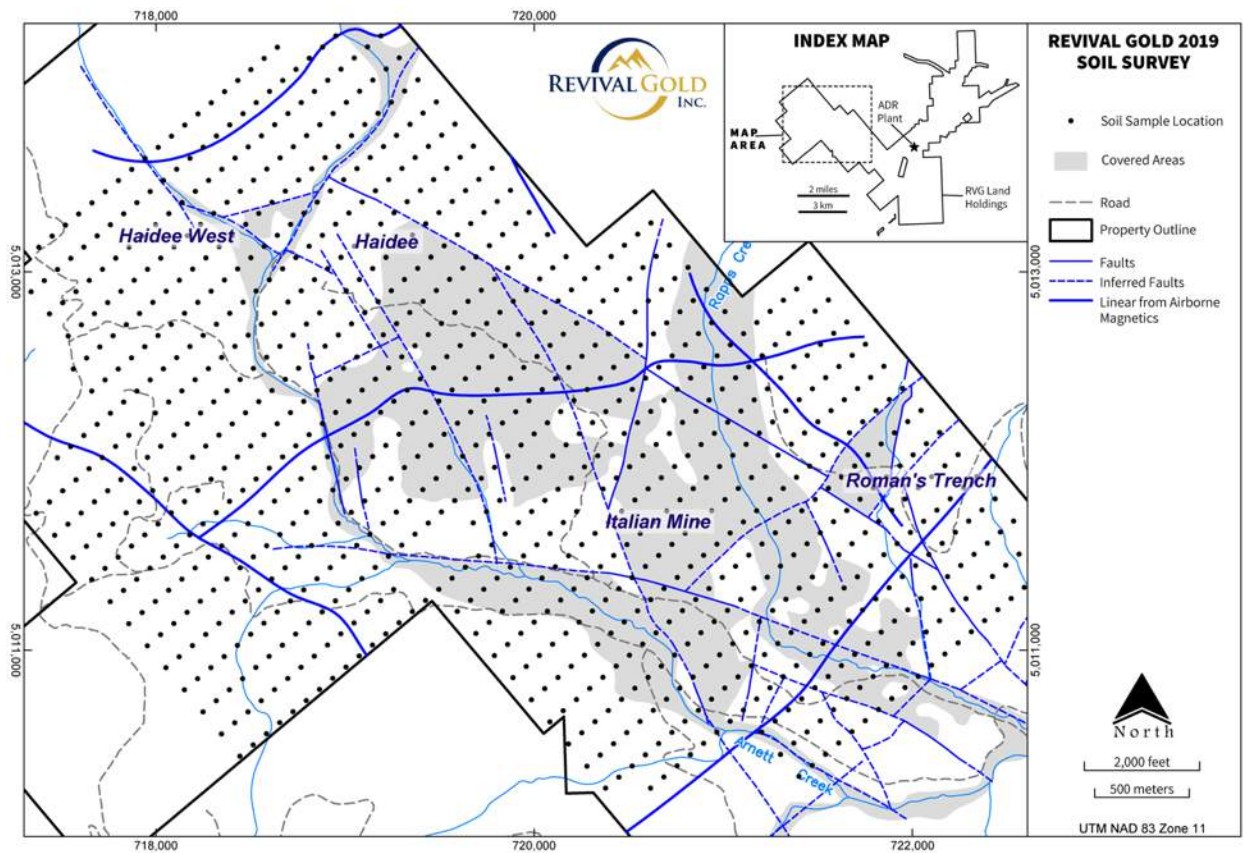 718,000
720,000
REVIVAL GOLD
INC.
INDEX MAP
ADR
Plant
MAP
AREA
2 miles
3 km
RVG Land
Holdings
REVIVAL GOLD 2019
SOIL SURVEY
Soil Sample Location
Covered Areas
Road
Property Outline
Faults
Inferred Faults
Linear from Airborne
Magnetics
Haidee West
Haidee
5,013,000
5,013,000
Roman's Trench
Italian Mine
5,011,000
5,011,000
Arnett
Creek
North
2,000 feet
500 meters
UTM NAD 83 Zone 11
718,000
720,000
722,000